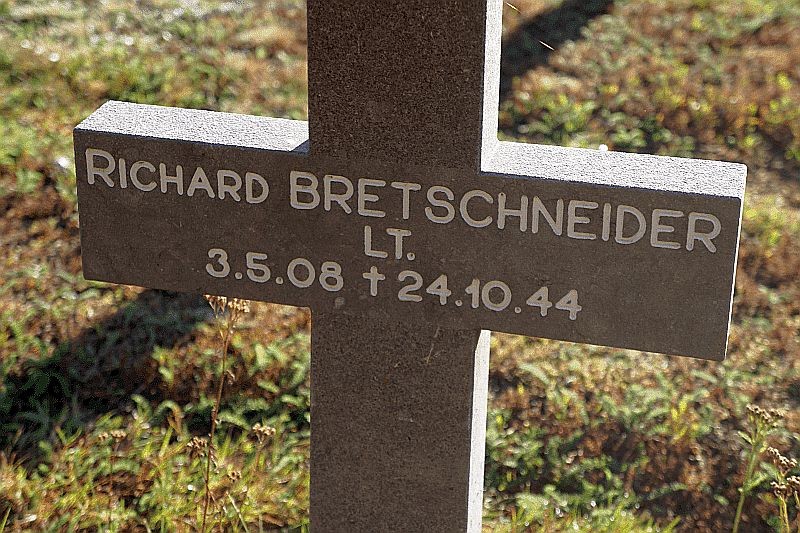 RICHARD BRETSCHNEIDER
LT.
3.5.08 † 24.10.44